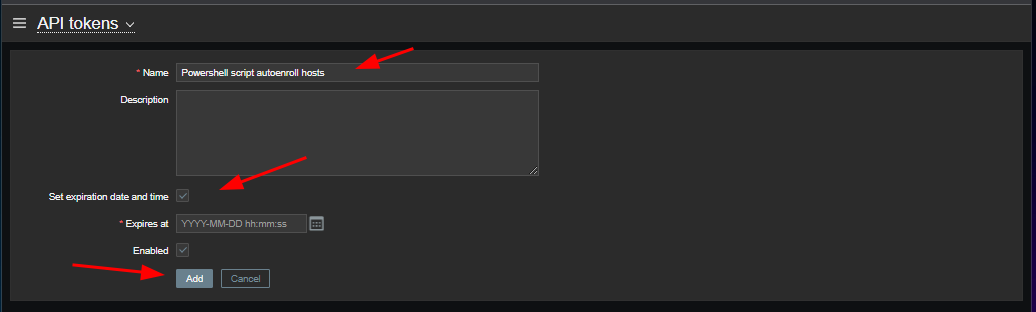 API tokens
* Name Powershell script autoenroll hosts
Description
Set expiration date and time
* Expires at YYYY-MM-DD hh:mm:ss
Enabled
Add Cancel